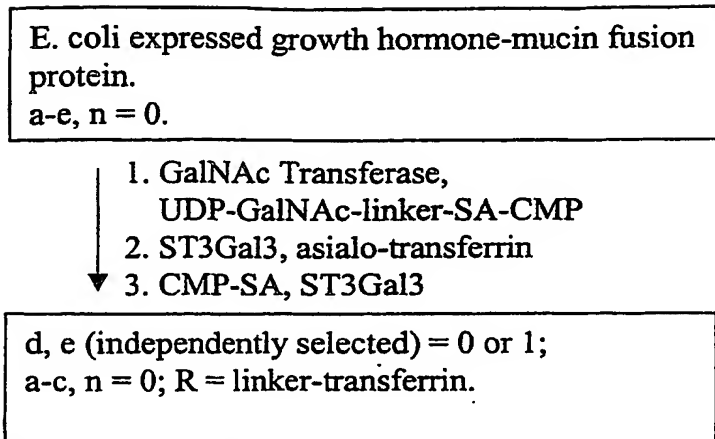 E. coli expressed growth hormone-mucin fusion
protein.
a-e, n = 0.
1. GalNAc Transferase,
UDP-GalNAc-linker-SA-CMP
2. ST3Gal3, asialo-transferrin
3. CMP-SA, ST3Gal3
d, e (independently selected) = 0 or 1;
a-c, n = 0; R = linker-transferrin.